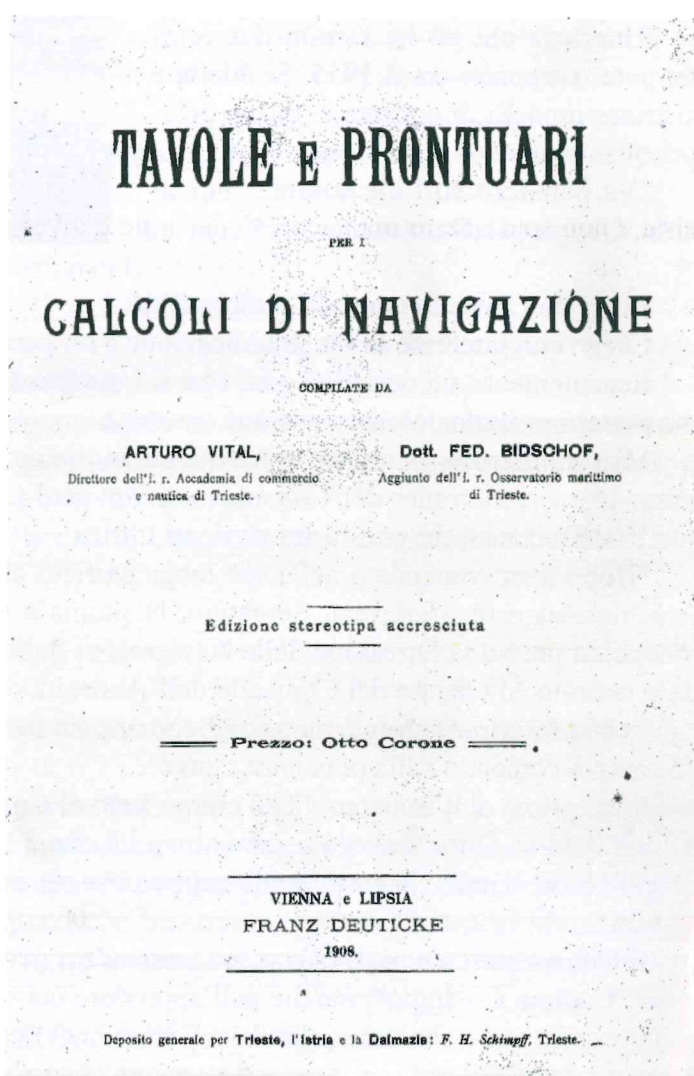 TAVOLE E PRONTUARI
PER I
CALCOLI DI NAVIGAZIONE
COMPILATE DA
ARTURO VITAL, Dott. FED. BIDSCHOF,
Direttore dell'i. r. Accademia di commercio Aggiunto dell'i. r. Osservatorio marittimo
e nautica di Trieste. di Trieste.
Edizione stereotipa accresciuta
Prezzo: Otto Corone
VIENNA e LIPSIA
FRANZ DEUTICKE
1908.
Deposito generale per Trieste, l'Istria e la Dalmazia: F. H. Schimpff, Trieste.